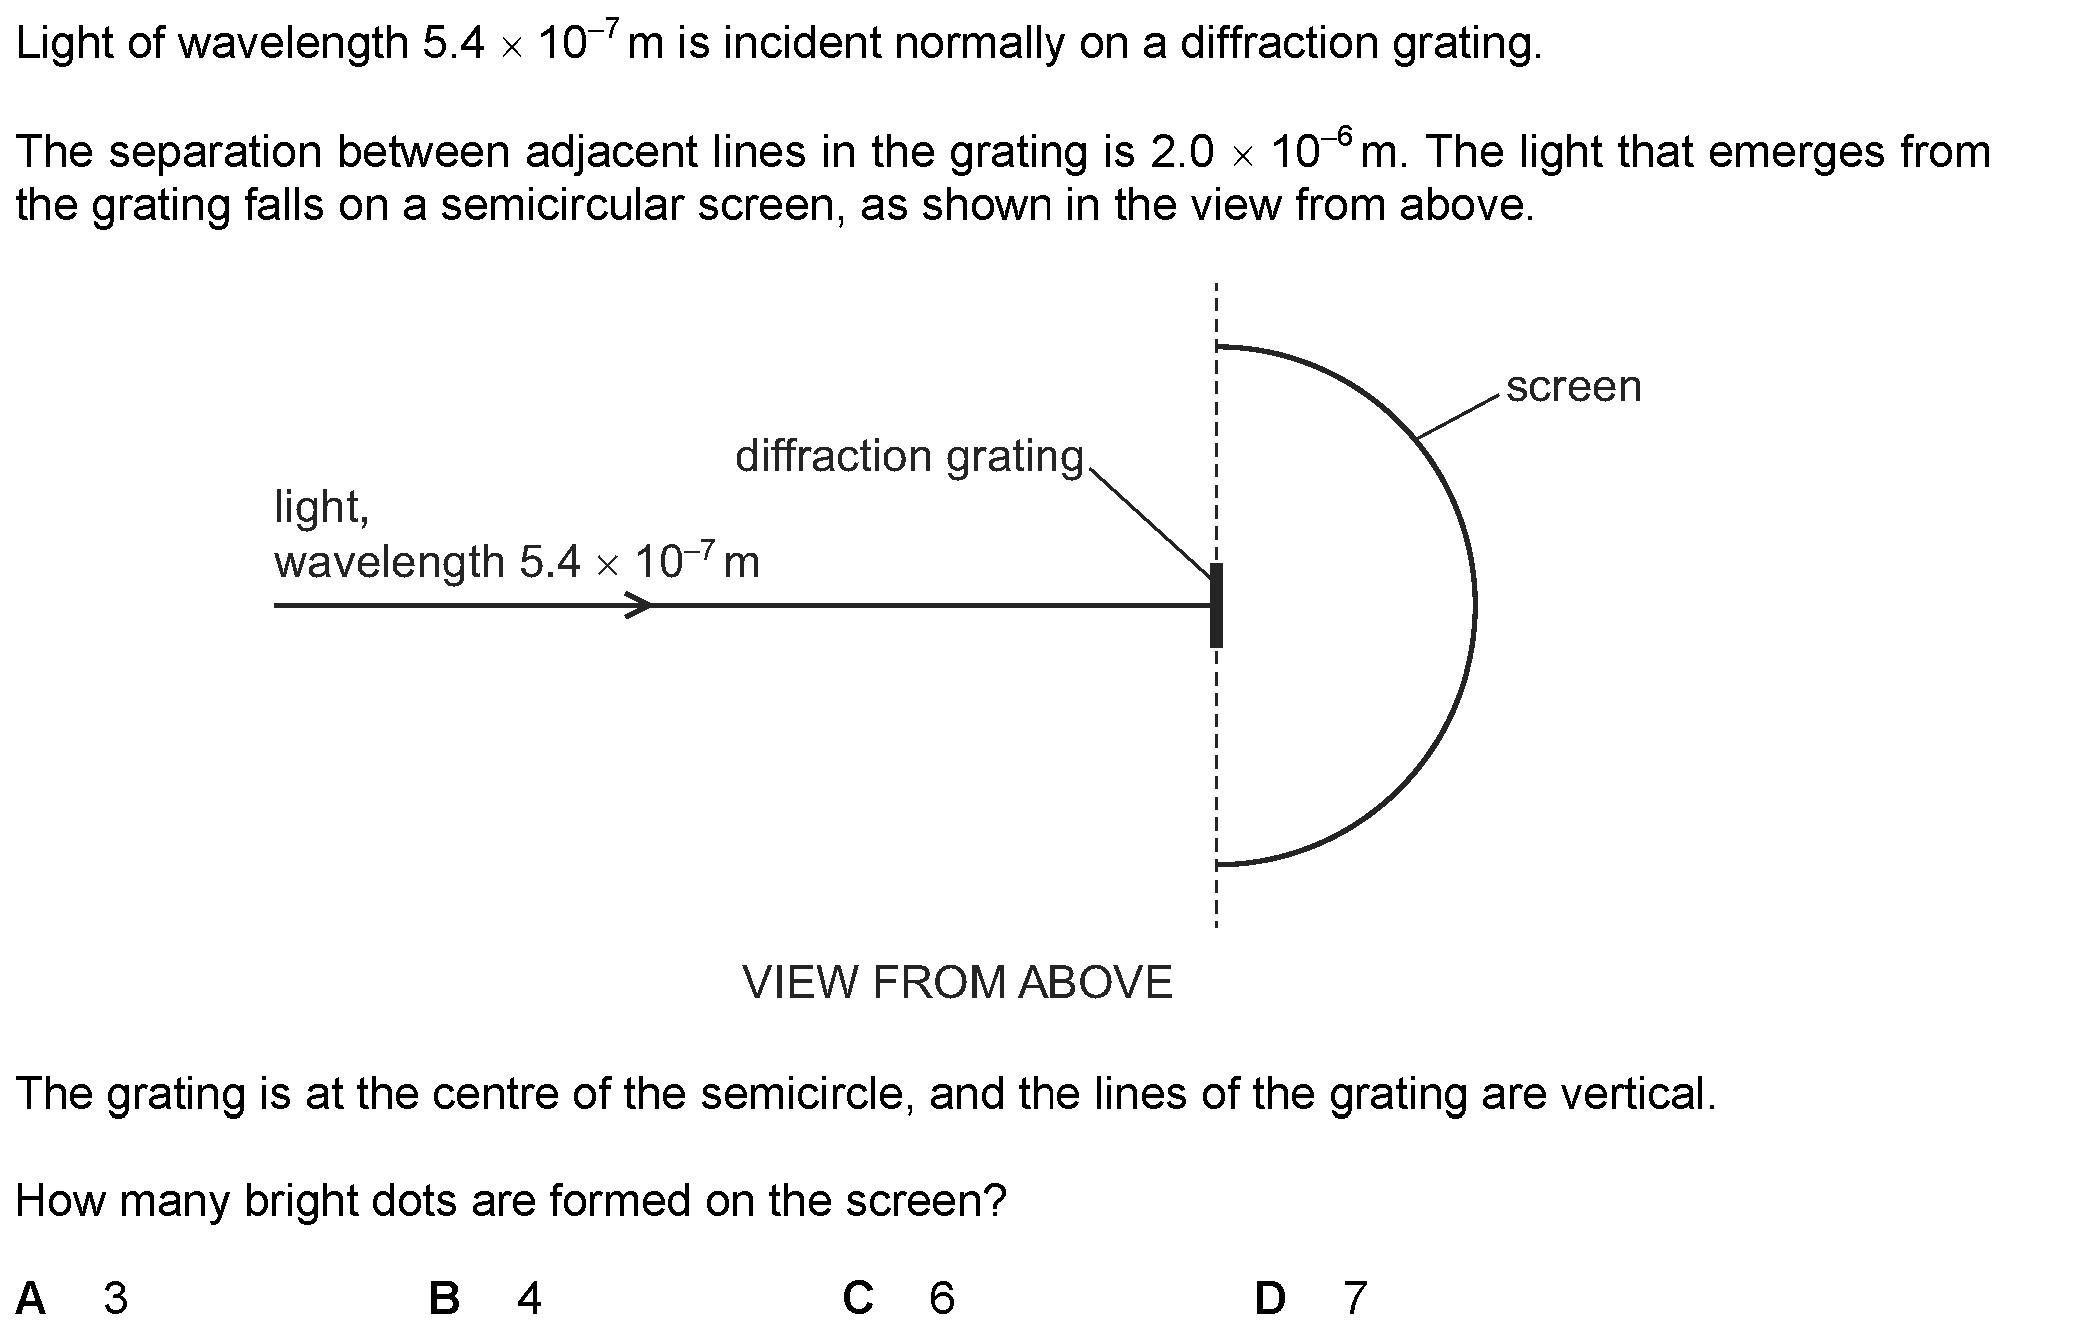 Light of wavelength 5.4 × 10⁻⁷ m is incident normally on a diffraction grating.
The separation between adjacent lines in the grating is 2.0 × 10⁻⁶ m. The light that emerges from
the grating falls on a semicircular screen, as shown in the view from above.
screen
diffraction grating
light,
wavelength 5.4 × 10⁻⁷ m
VIEW FROM ABOVE
The grating is at the centre of the semicircle, and the lines of the grating are vertical.
How many bright dots are formed on the screen?
A 3 B 4 C 6 D 7